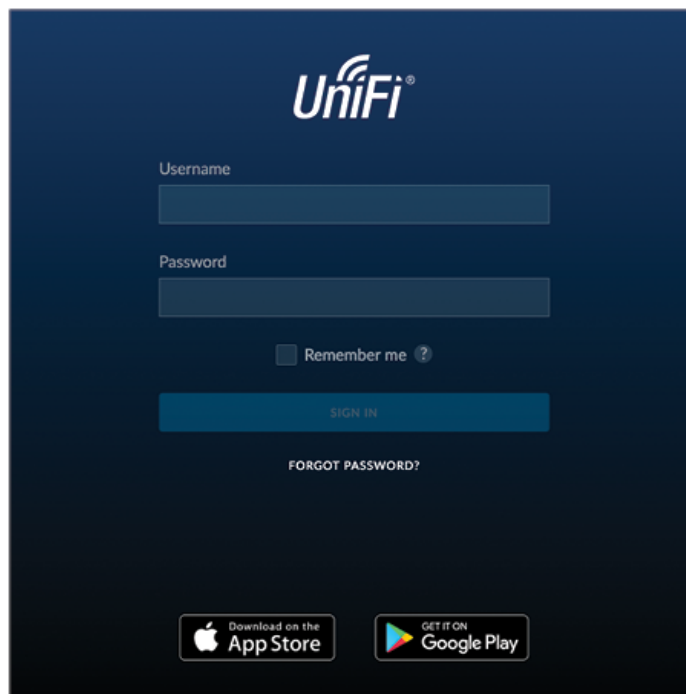 UniFi®
Username
Password
Remember me ?
SIGN IN
FORGOT PASSWORD?
Download on the
App Store
GET IT ON
Google Play